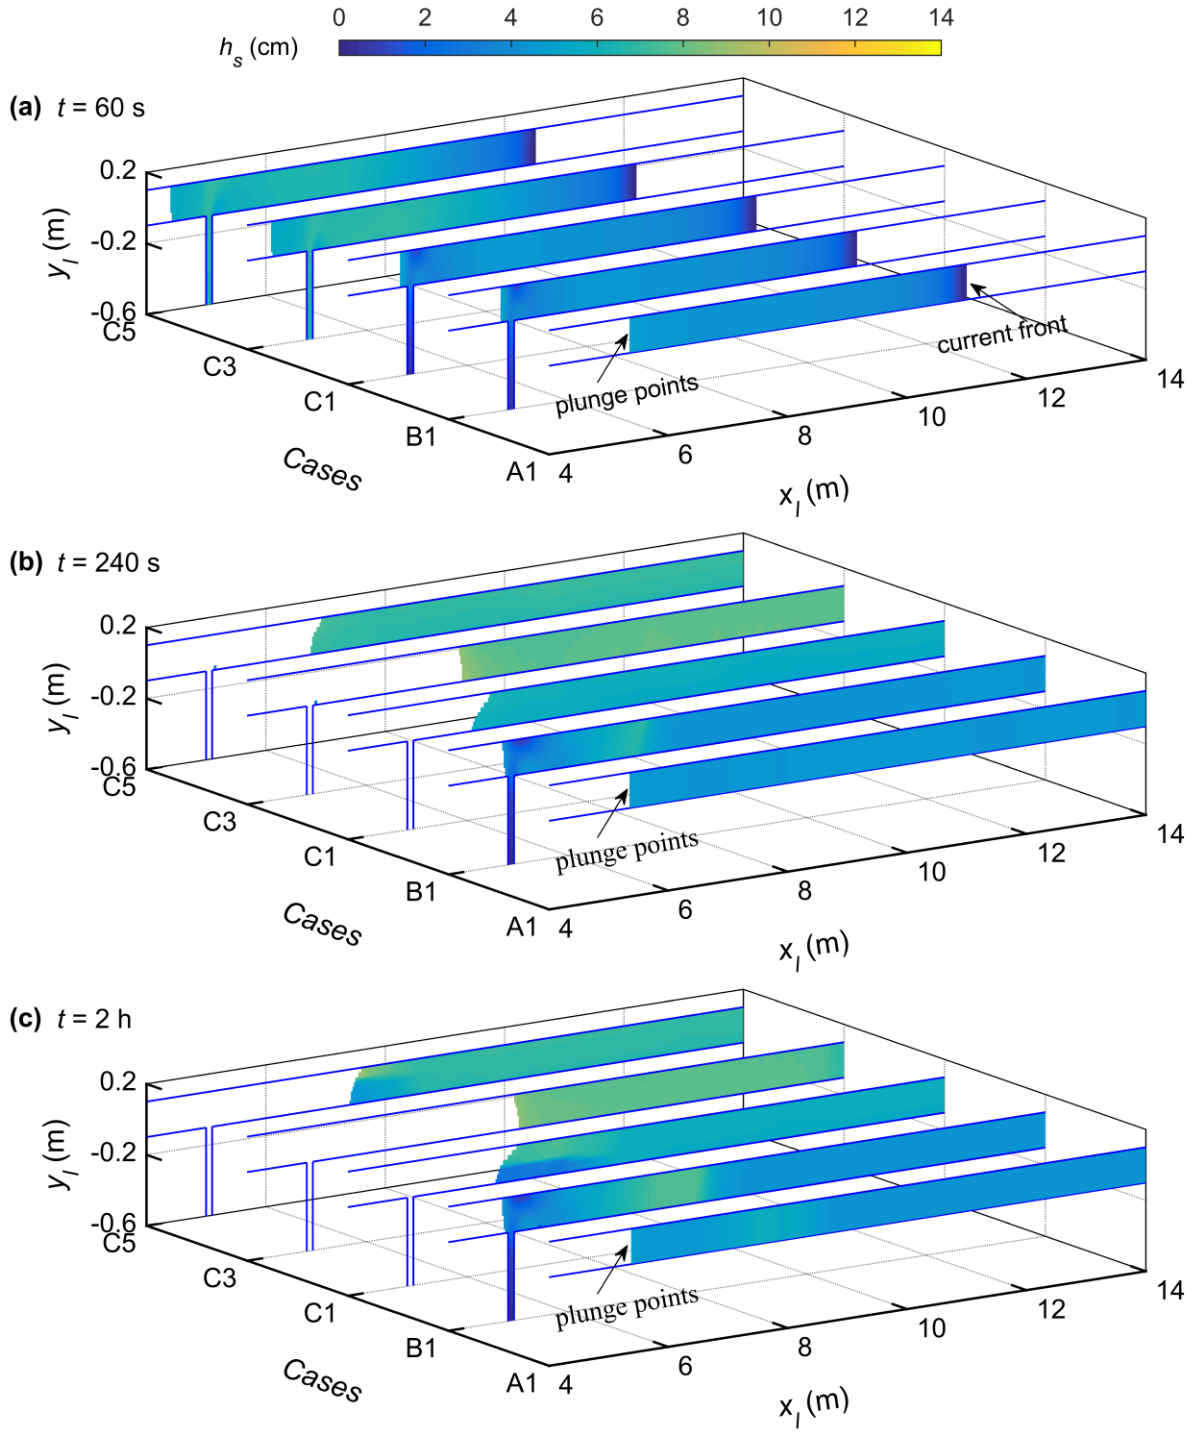 0 2 4 6 8 10 12 14
hₛ (cm)
(a) t = 60 s
0.2
-0.2
-0.6
y_l (m)
C5
C3
C1
B1
A1
Cases
4
6
8
10
12
14
x_l (m)
plunge points
current front
(b) t = 240 s
0.2
-0.2
-0.6
y_l (m)
C5
C3
C1
B1
A1
Cases
4
6
8
10
12
14
x_l (m)
plunge points
(c) t = 2 h
0.2
-0.2
-0.6
y_l (m)
C5
C3
C1
B1
A1
Cases
4
6
8
10
12
14
x_l (m)
plunge points